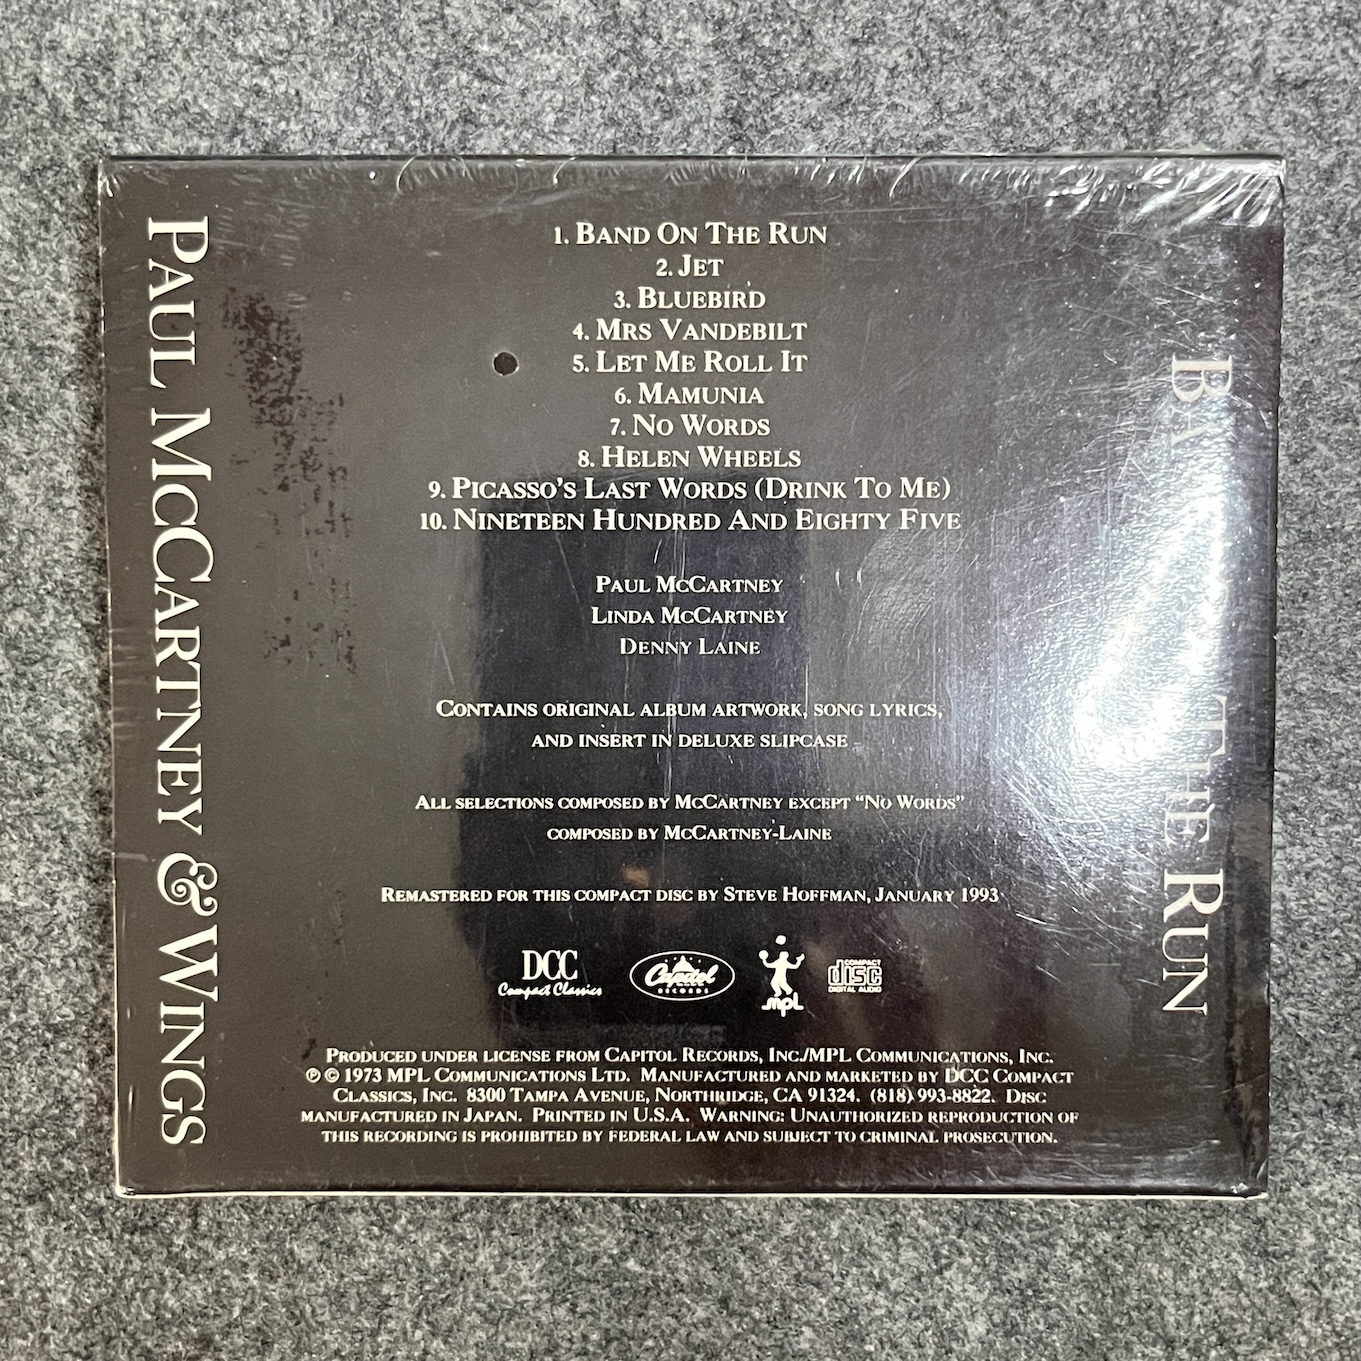 PAUL MCCARTNEY & WINGS
1. BAND ON THE RUN
2. JET
3. BLUEBIRD
4. MRS VANDEBILT
5. LET ME ROLL IT
6. MAMUNIA
7. NO WORDS
8. HELEN WHEELS
9. PICASSO'S LAST WORDS (DRINK TO ME)
10. NINETEEN HUNDRED AND EIGHTY FIVE
PAUL MCCARTNEY
LINDA MCCARTNEY
DENNY LAINE
CONTAINS ORIGINAL ALBUM ARTWORK, SONG LYRICS,
AND INSERT IN DELUXE SLIPCASE
ALL SELECTIONS COMPOSED BY MCCARTNEY EXCEPT "NO WORDS"
COMPOSED BY MCCARTNEY-LAINE
REMASTERED FOR THIS COMPACT DISC BY STEVE HOFFMAN, JANUARY 1993
DCC
Compact Classics
Capitol
RECORDS
mpl
COMPACT
disc
DIGITAL AUDIO
PRODUCED UNDER LICENSE FROM CAPITOL RECORDS, INC./MPL COMMUNICATIONS, INC.
℗ © 1973 MPL COMMUNICATIONS LTD. MANUFACTURED AND MARKETED BY DCC COMPACT
CLASSICS, INC. 8300 TAMPA AVENUE, NORTHRIDGE, CA 91324. (818) 993-8822. DISC
MANUFACTURED IN JAPAN. PRINTED IN U.S.A. WARNING: UNAUTHORIZED REPRODUCTION OF
THIS RECORDING IS PROHIBITED BY FEDERAL LAW AND SUBJECT TO CRIMINAL PROSECUTION.
THE RUN